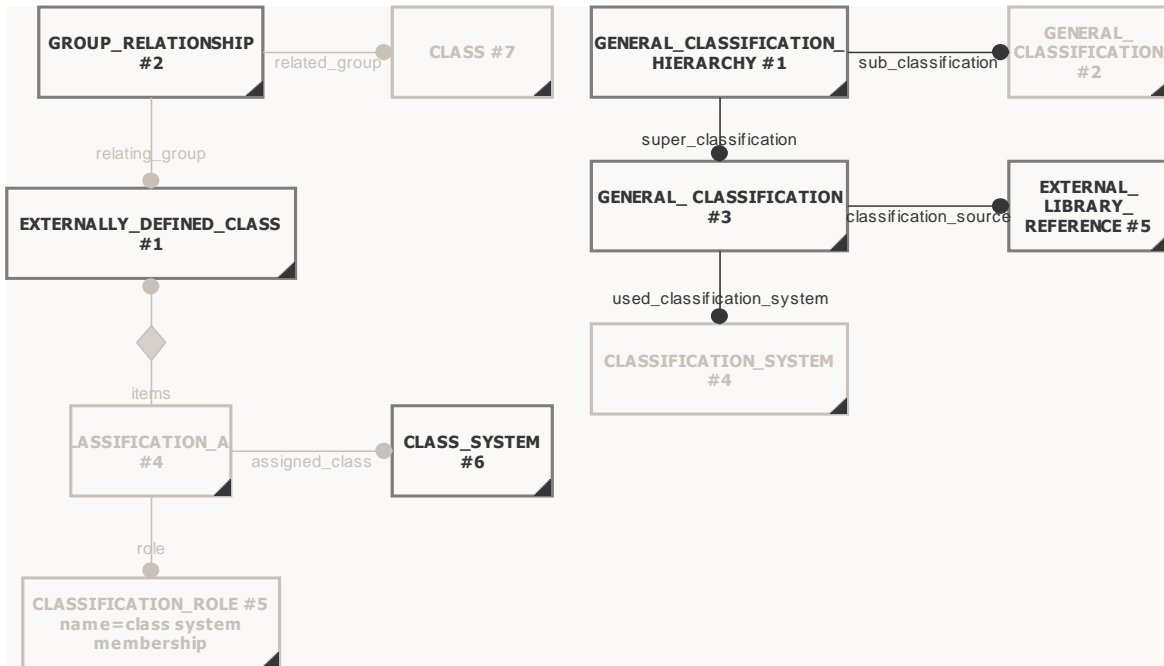 GROUP_RELATIONSHIP
#2
related_group
CLASS #7
relating_group
EXTERNALLY_DEFINED_CLASS
#1
items
LASSIFICATION_A
#4
assigned_class
CLASS_SYSTEM
#6
role
CLASSIFICATION_ROLE #5
name=class system
membership
GENERAL_CLASSIFICATION_
HIERARCHY #1
sub_classification
GENERAL_
CLASSIFICATION
#2
super_classification
GENERAL_ CLASSIFICATION
#3
classification_source
EXTERNAL_
LIBRARY_
REFERENCE #5
used_classification_system
CLASSIFICATION_SYSTEM
#4